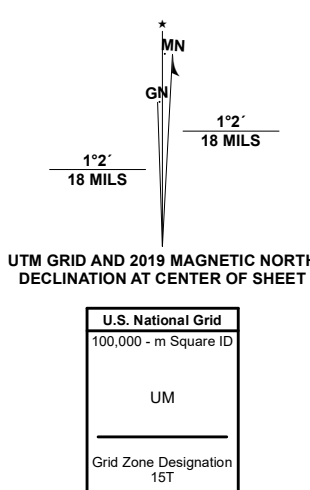 ★
MN
GN
1°2´
18 MILS
1°2´
18 MILS
UTM GRID AND 2019 MAGNETIC NORTH
DECLINATION AT CENTER OF SHEET
U.S. National Grid
100,000 - m Square ID
UM
Grid Zone Designation
15T